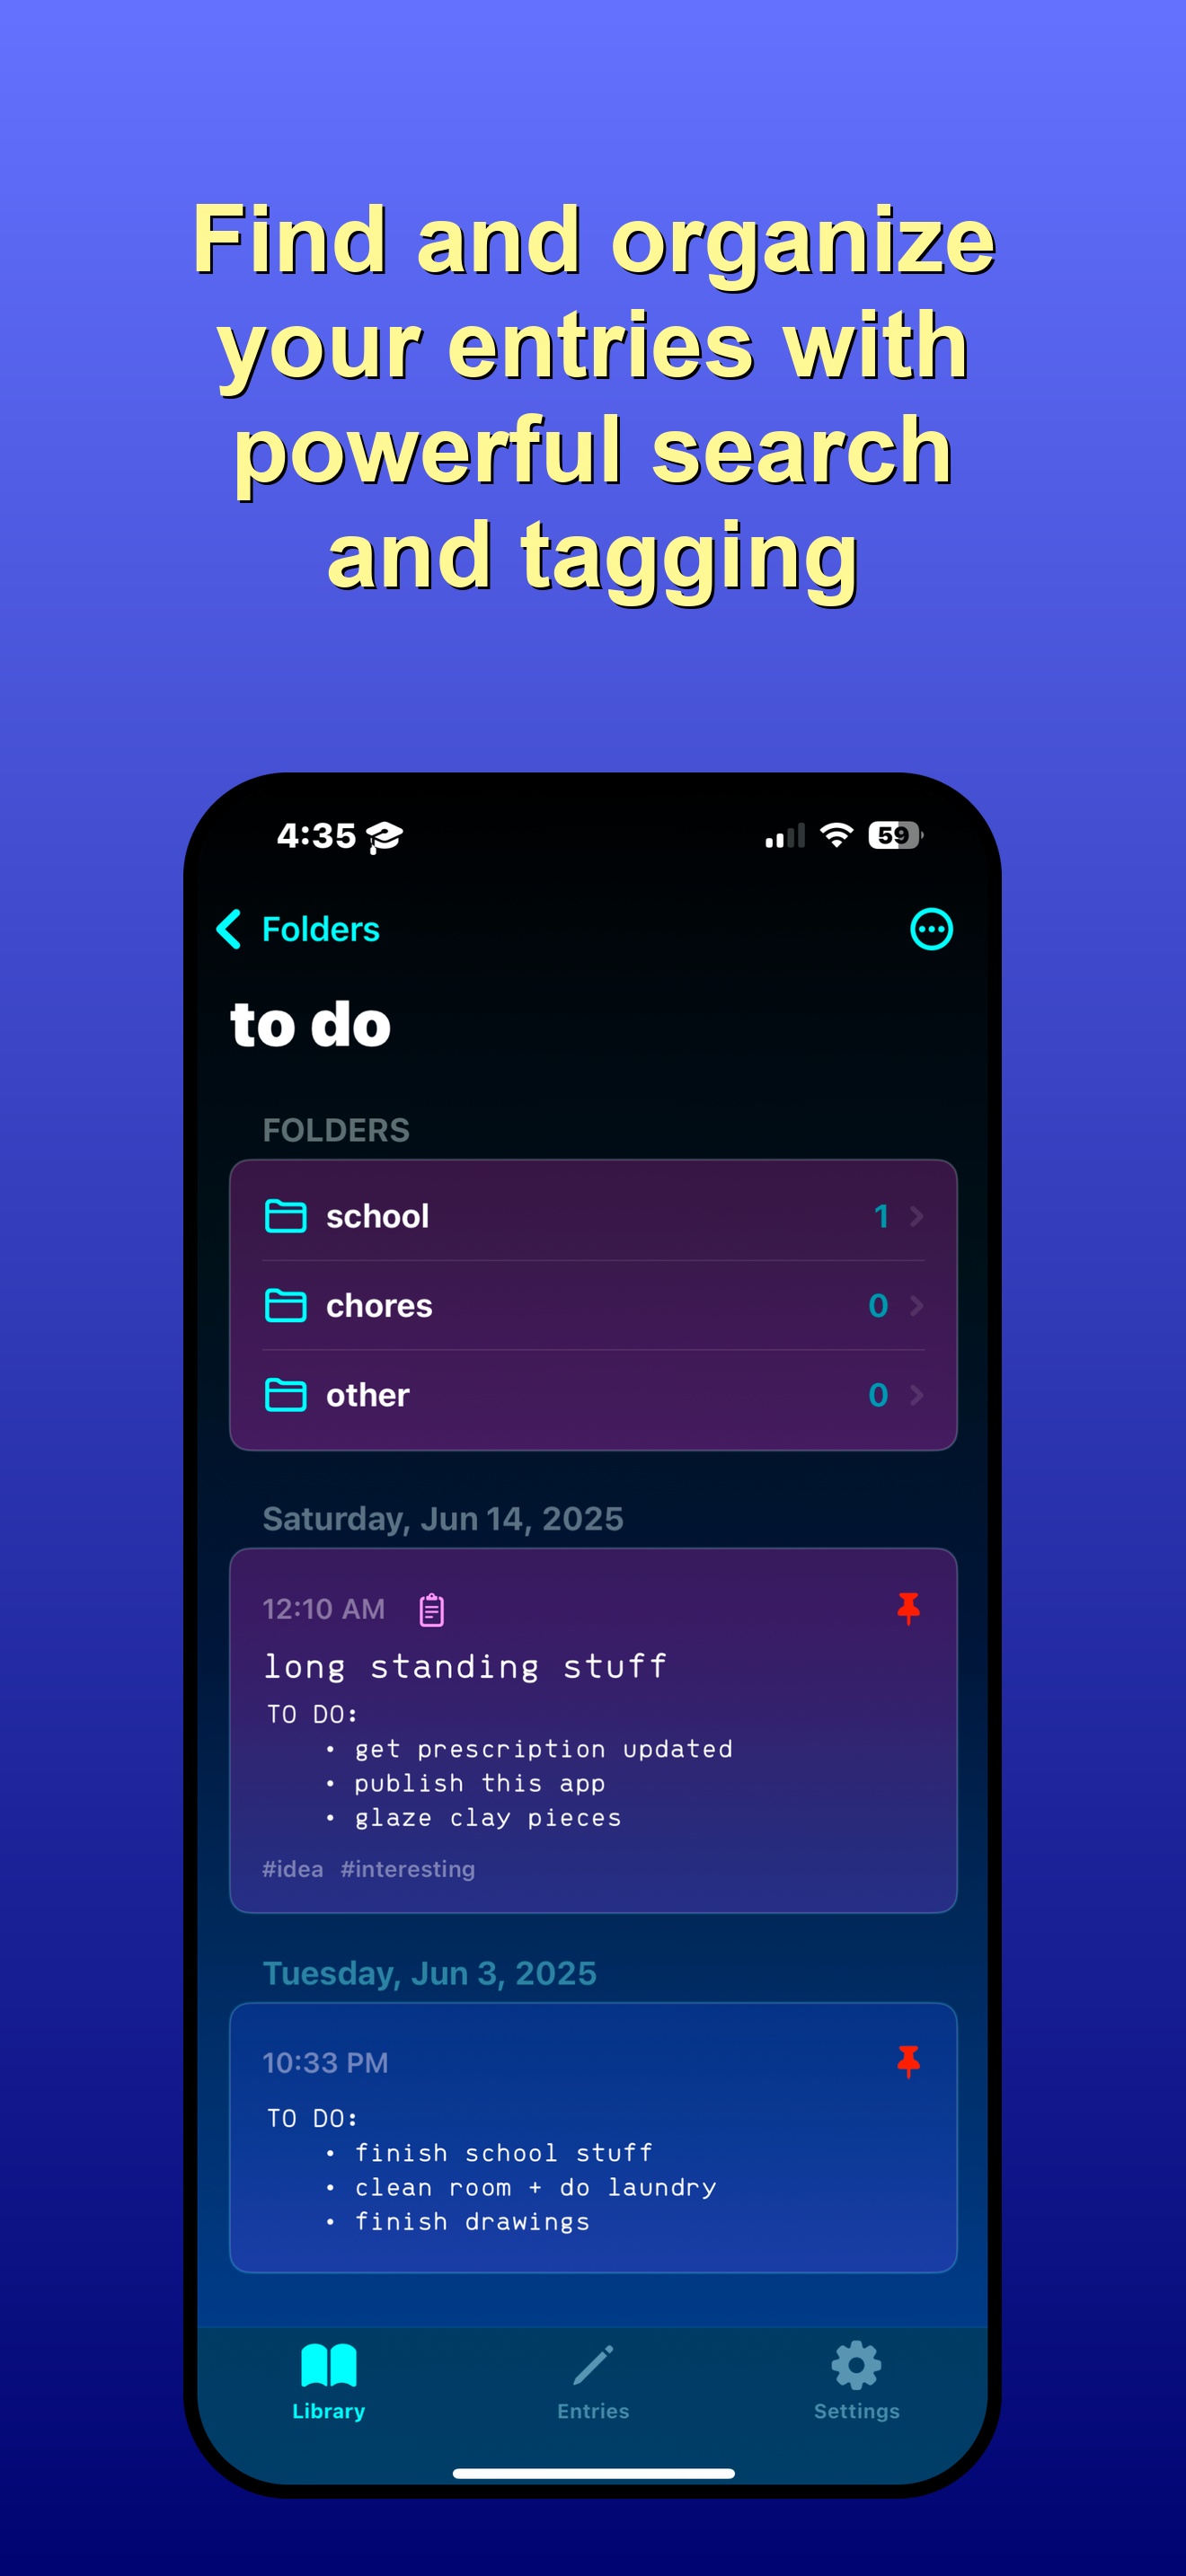 Find and organize
your entries with
powerful search
and tagging
4:35
59
Folders
to do
FOLDERS
school 1
chores 0
other 0
Saturday, Jun 14, 2025
12:10 AM
long standing stuff
TO DO:
• get prescription updated
• publish this app
• glaze clay pieces
#idea #interesting
Tuesday, Jun 3, 2025
10:33 PM
TO DO:
• finish school stuff
• clean room + do laundry
• finish drawings
Library Entries Settings